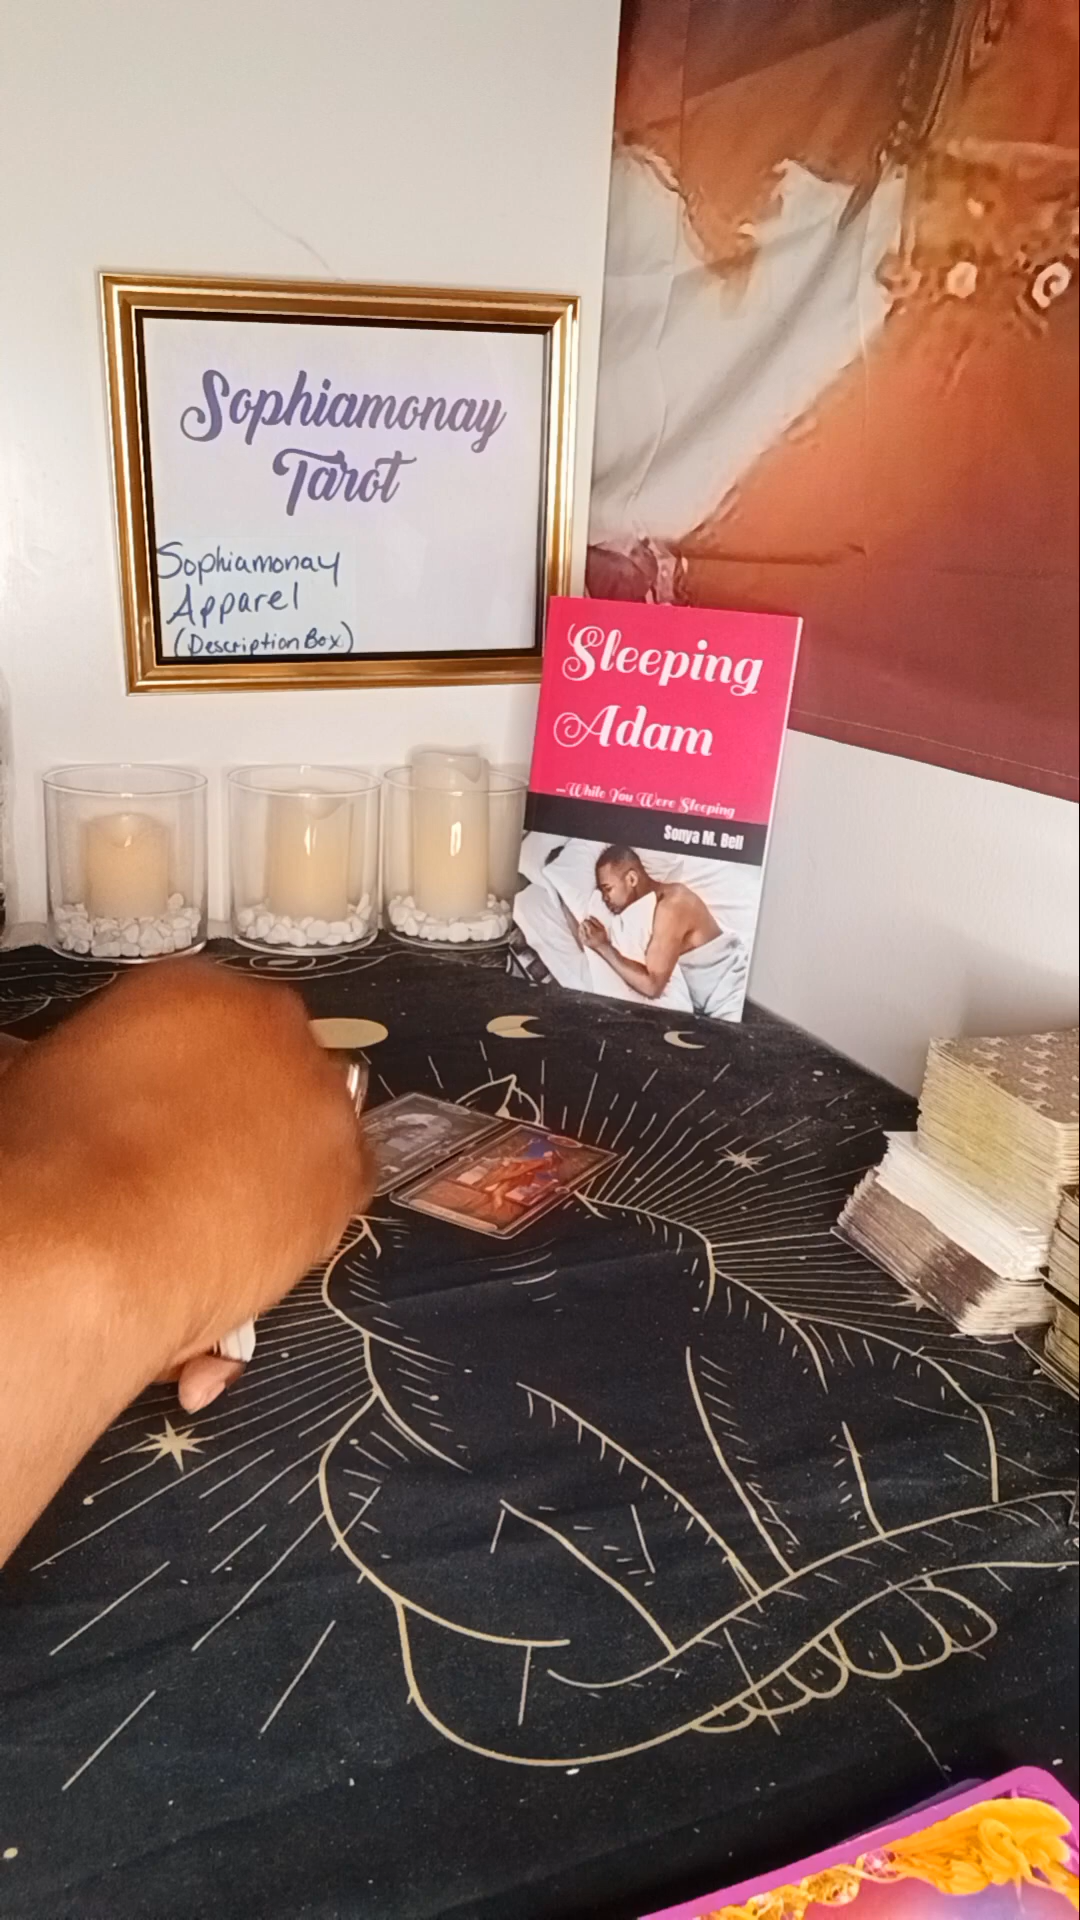 Sophiamonay
Tarot
Sophiamonay
Apparel
(Description Box)
Sleeping
Adam
...While You Were Sleeping
Sonya M. Bell